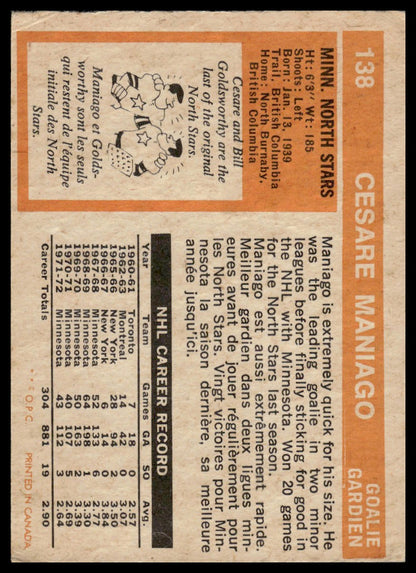 138
CESARE MANIAGO
GOALIE
GARDIEN
MINN. NORTH STARS
Ht: 6'3" Wt: 185
Shoots: Left
Born: Jan. 13, 1939
Trail, British Columbia
Home: North Burnaby,
British Columbia
Cesare and Bill
Goldsworthy are the
last of the original
North Stars.
Maniago et Golds-
worthy sont les seuls
qui restent de l'équipe
initiale des North
Stars.
Maniago is extremely quick for his size. He
was the leading goalie in two minor
leagues before finally sticking for good in
the NHL with Minnesota. Won 20 games
for the North Stars last season.
Maniago est aussi extrêmement rapide.
Meilleur gardien dans deux ligues min-
eures avant de jouer régulièrement pour
les North Stars. Vingt victoires pour Min-
nesota la saison dernière, sa meilleure
année jusqu'ici.
NHL CAREER RECORD
Year Team Games GA SO Avg.
1960-61 Toronto 7 18 0 2.57
1962-63 Montreal 14 42 0
1965-66 New York 28 94
1966-67 New York 6 14 0 3.84
1967-68 Minnesota 52 133 6 2.77
1968-69 Minnesota 64 198 1
1969-70 Minnesota 50 163 2
1970-71 Minnesota 40 107 5
1971-72 Minnesota 43 112 3 2.64
Career Totals 304 881 19 2.90
© O.P.C. PRINTED IN CANADA